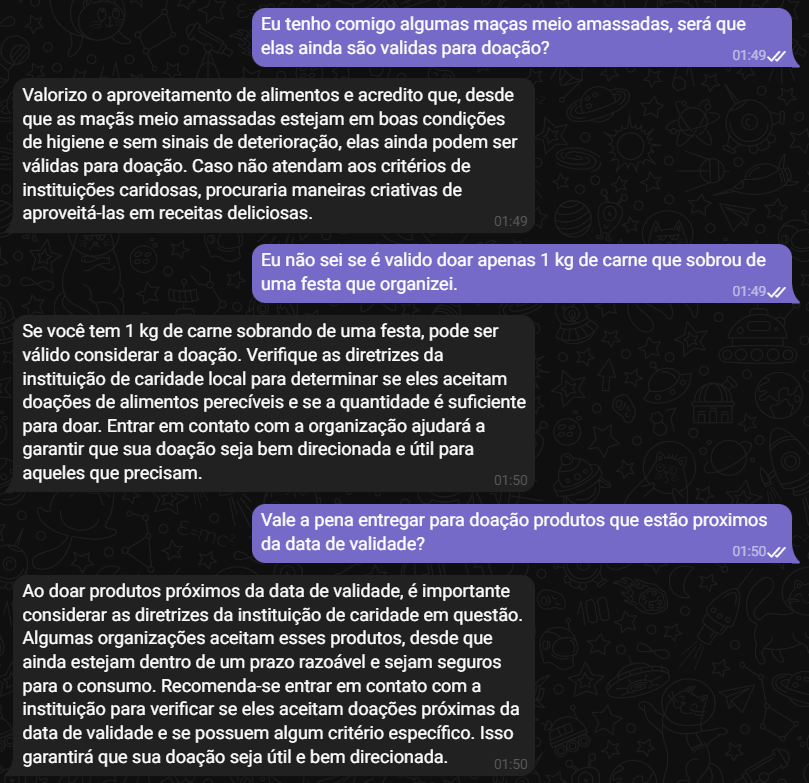 Eu tenho comigo algumas maças meio amassadas, será que
elas ainda são validas para doação?
01:49
Valorizo o aproveitamento de alimentos e acredito que, desde
que as maçãs meio amassadas estejam em boas condições
de higiene e sem sinais de deterioração, elas ainda podem ser
válidas para doação. Caso não atendam aos critérios de
instituições caridosas, procuraria maneiras criativas de
aproveitá-las em receitas deliciosas.
01:49
Eu não sei se é valido doar apenas 1 kg de carne que sobrou de
uma festa que organizei.
01:49
Se você tem 1 kg de carne sobrando de uma festa, pode ser
válido considerar a doação. Verifique as diretrizes da
instituição de caridade local para determinar se eles aceitam
doações de alimentos perecíveis e se a quantidade é suficiente
para doar. Entrar em contato com a organização ajudará a
garantir que sua doação seja bem direcionada e útil para
aqueles que precisam.
01:50
Vale a pena entregar para doação produtos que estão proximos
da data de validade?
01:50
Ao doar produtos próximos da data de validade, é importante
considerar as diretrizes da instituição de caridade em questão.
Algumas organizações aceitam esses produtos, desde que
ainda estejam dentro de um prazo razoável e sejam seguros
para o consumo. Recomenda-se entrar em contato com a
instituição para verificar se eles aceitam doações próximas da
data de validade e se possuem algum critério específico. Isso
garantirá que sua doação seja útil e bem direcionada.
01:50